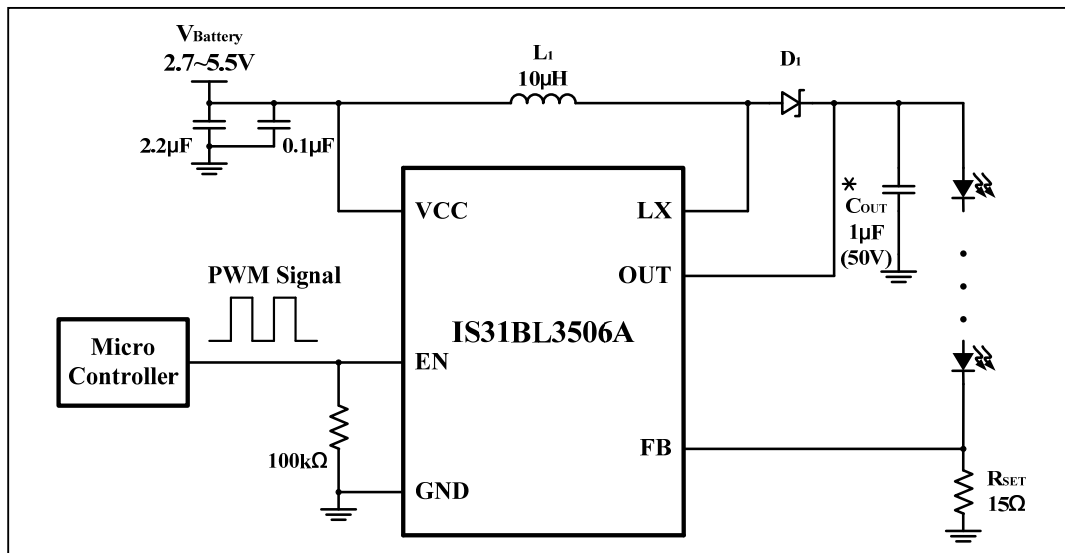 VBattery
2.7~5.5V
L1
10µH
D1
2.2µF
0.1µF
VCC
LX
*
COUT
1µF
(50V)
PWM Signal
OUT
IS31BL3506A
Micro
Controller
EN
100kΩ
FB
GND
RSET
15Ω